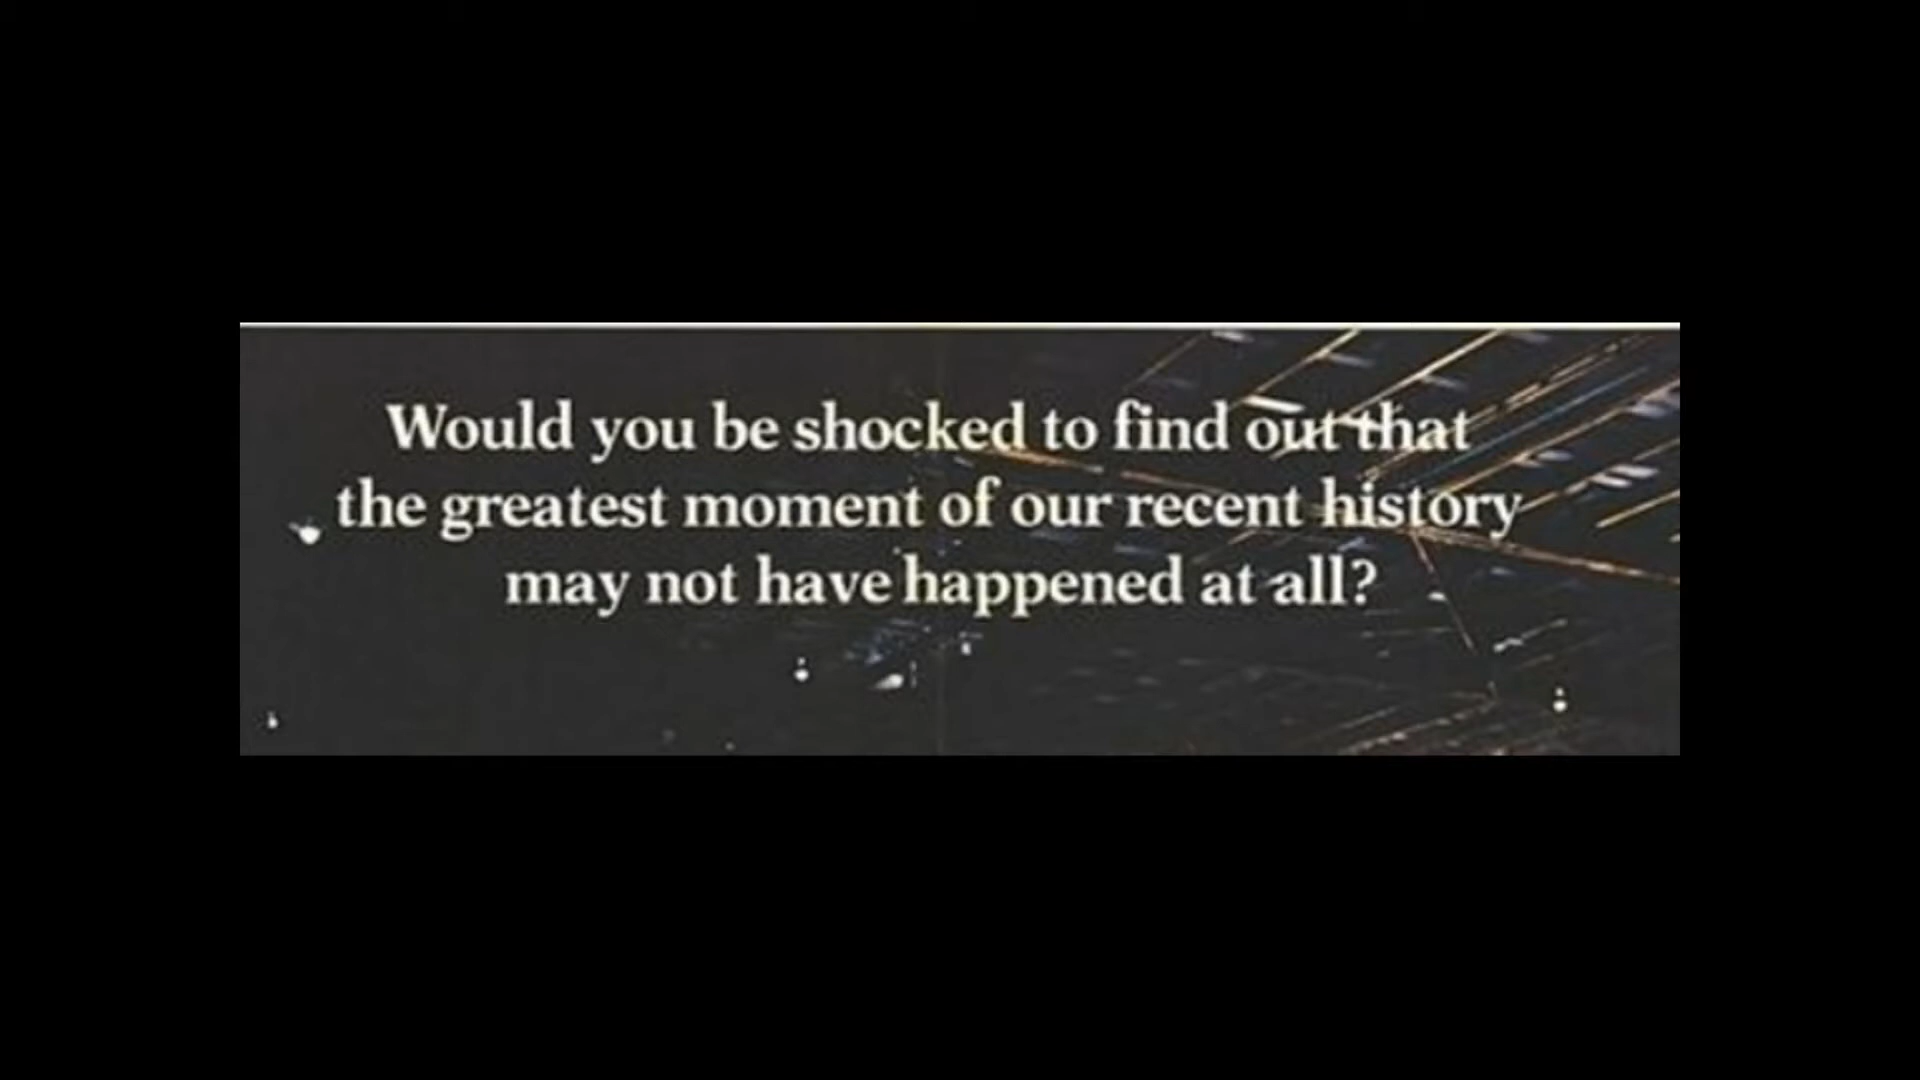 Would you be shocked to find out that
the greatest moment of our recent history
may not have happened at all?